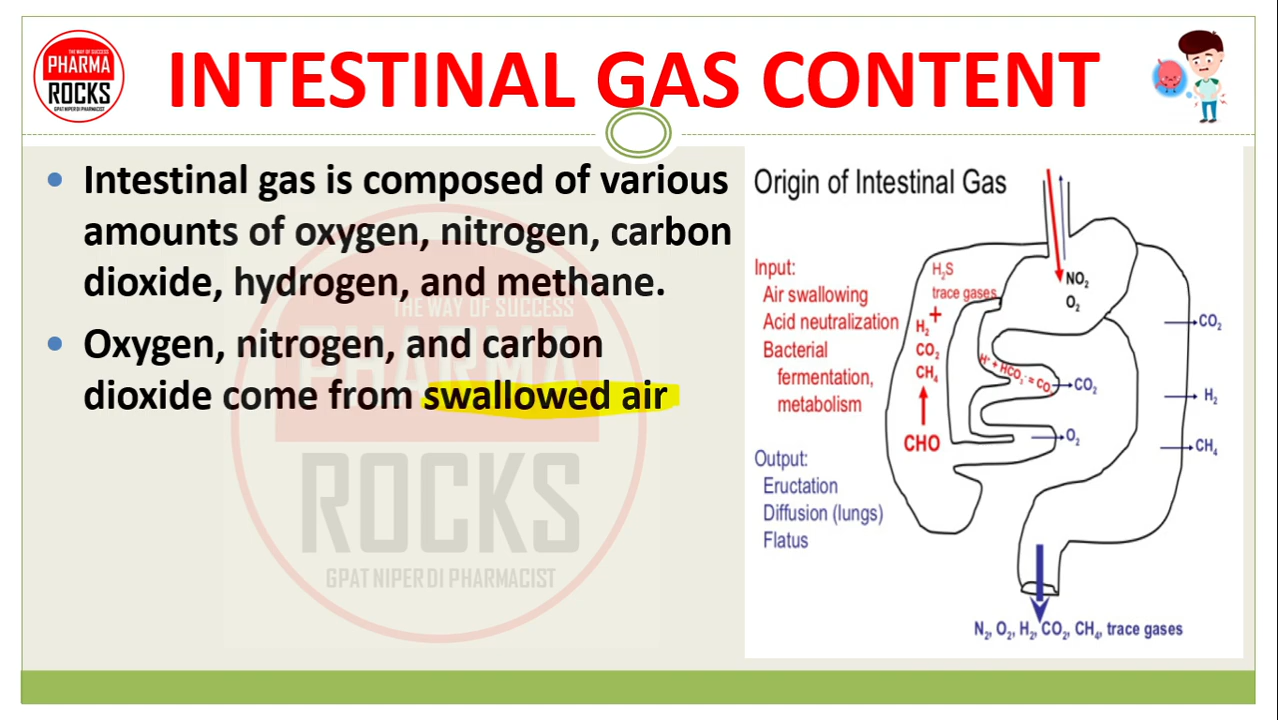 THE WAY OF SUCCESS
PHARMA
ROCKS
GPAT NIPER DI PHARMACIST
INTESTINAL GAS CONTENT
Intestinal gas is composed of various
amounts of oxygen, nitrogen, carbon
dioxide, hydrogen, and methane.
Oxygen, nitrogen, and carbon
dioxide come from swallowed air
THE WAY OF SUCCESS
PHARMA
ROCKS
GPAT NIPER DI PHARMACIST
Origin of Intestinal Gas
Input:
Air swallowing
Acid neutralization
Bacterial
fermentation,
metabolism
Output:
Eructation
Diffusion (lungs)
Flatus
H₂S
trace gases
+
H₂
CO₂
CH₄
CHO
NO₂
O₂
H⁺ + HCO₃⁻ = CO
CO₂
O₂
CO₂
H₂
CH₄
N₂, O₂, H₂, CO₂, CH₄, trace gases